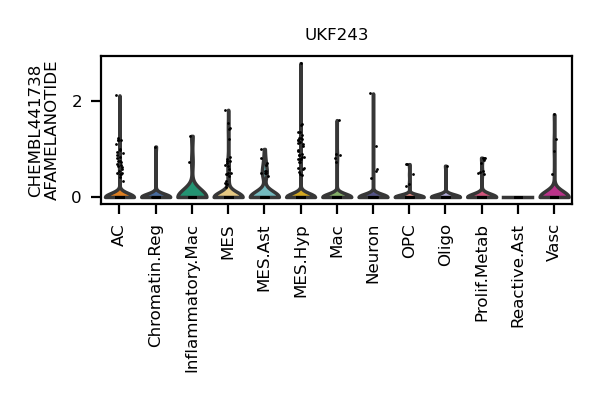 UKF243
CHEMBL441738
AFAMELANOTIDE
2
0
AC
Chromatin.Reg
Inflammatory.Mac
MES
MES.Ast
MES.Hyp
Mac
Neuron
OPC
Oligo
Prolif.Metab
Reactive.Ast
Vasc